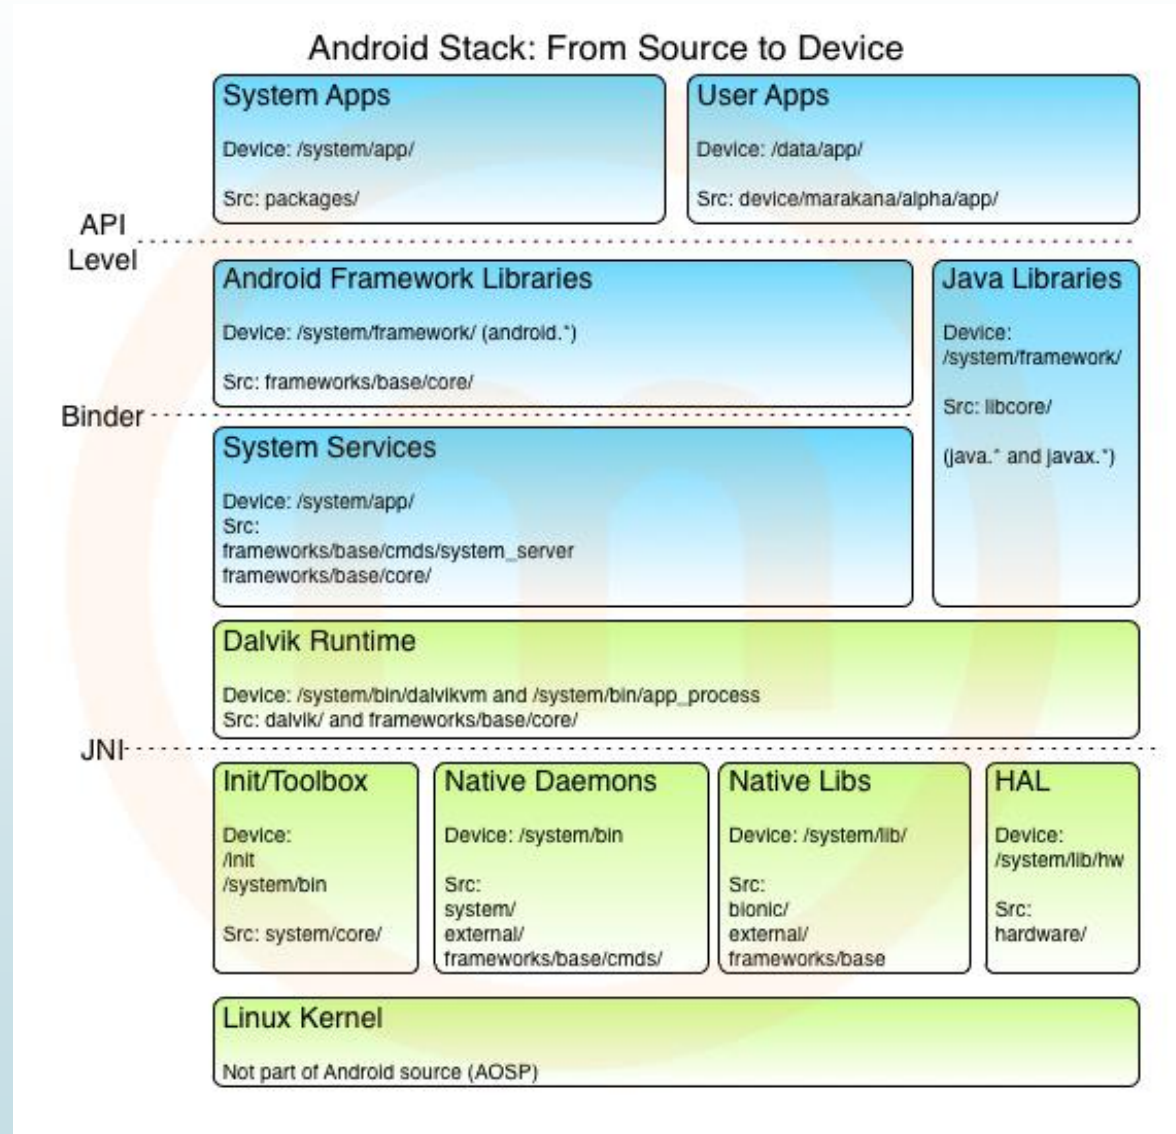 Android Stack: From Source to Device
System Apps
Device: /system/app/
Src: packages/
User Apps
Device: /data/app/
Src: device/marakana/alpha/app/
API
Level
Android Framework Libraries
Device: /system/framework/ (android.*)
Src: frameworks/base/core/
Java Libraries
Device:
/system/framework/
Src: libcore/
(java.* and javax.*)
Binder
System Services
Device: /system/app/
Src:
frameworks/base/cmds/system_server
frameworks/base/core/
Dalvik Runtime
Device: /system/bin/dalvikvm and /system/bin/app_process
Src: dalvik/ and frameworks/base/core/
JNI
Init/Toolbox
Device:
/init
/system/bin
Src: system/core/
Native Daemons
Device: /system/bin
Src:
system/
external/
frameworks/base/cmds/
Native Libs
Device: /system/lib/
Src:
bionic/
external/
frameworks/base
HAL
Device:
/system/lib/hw
Src:
hardware/
Linux Kernel
Not part of Android source (AOSP)